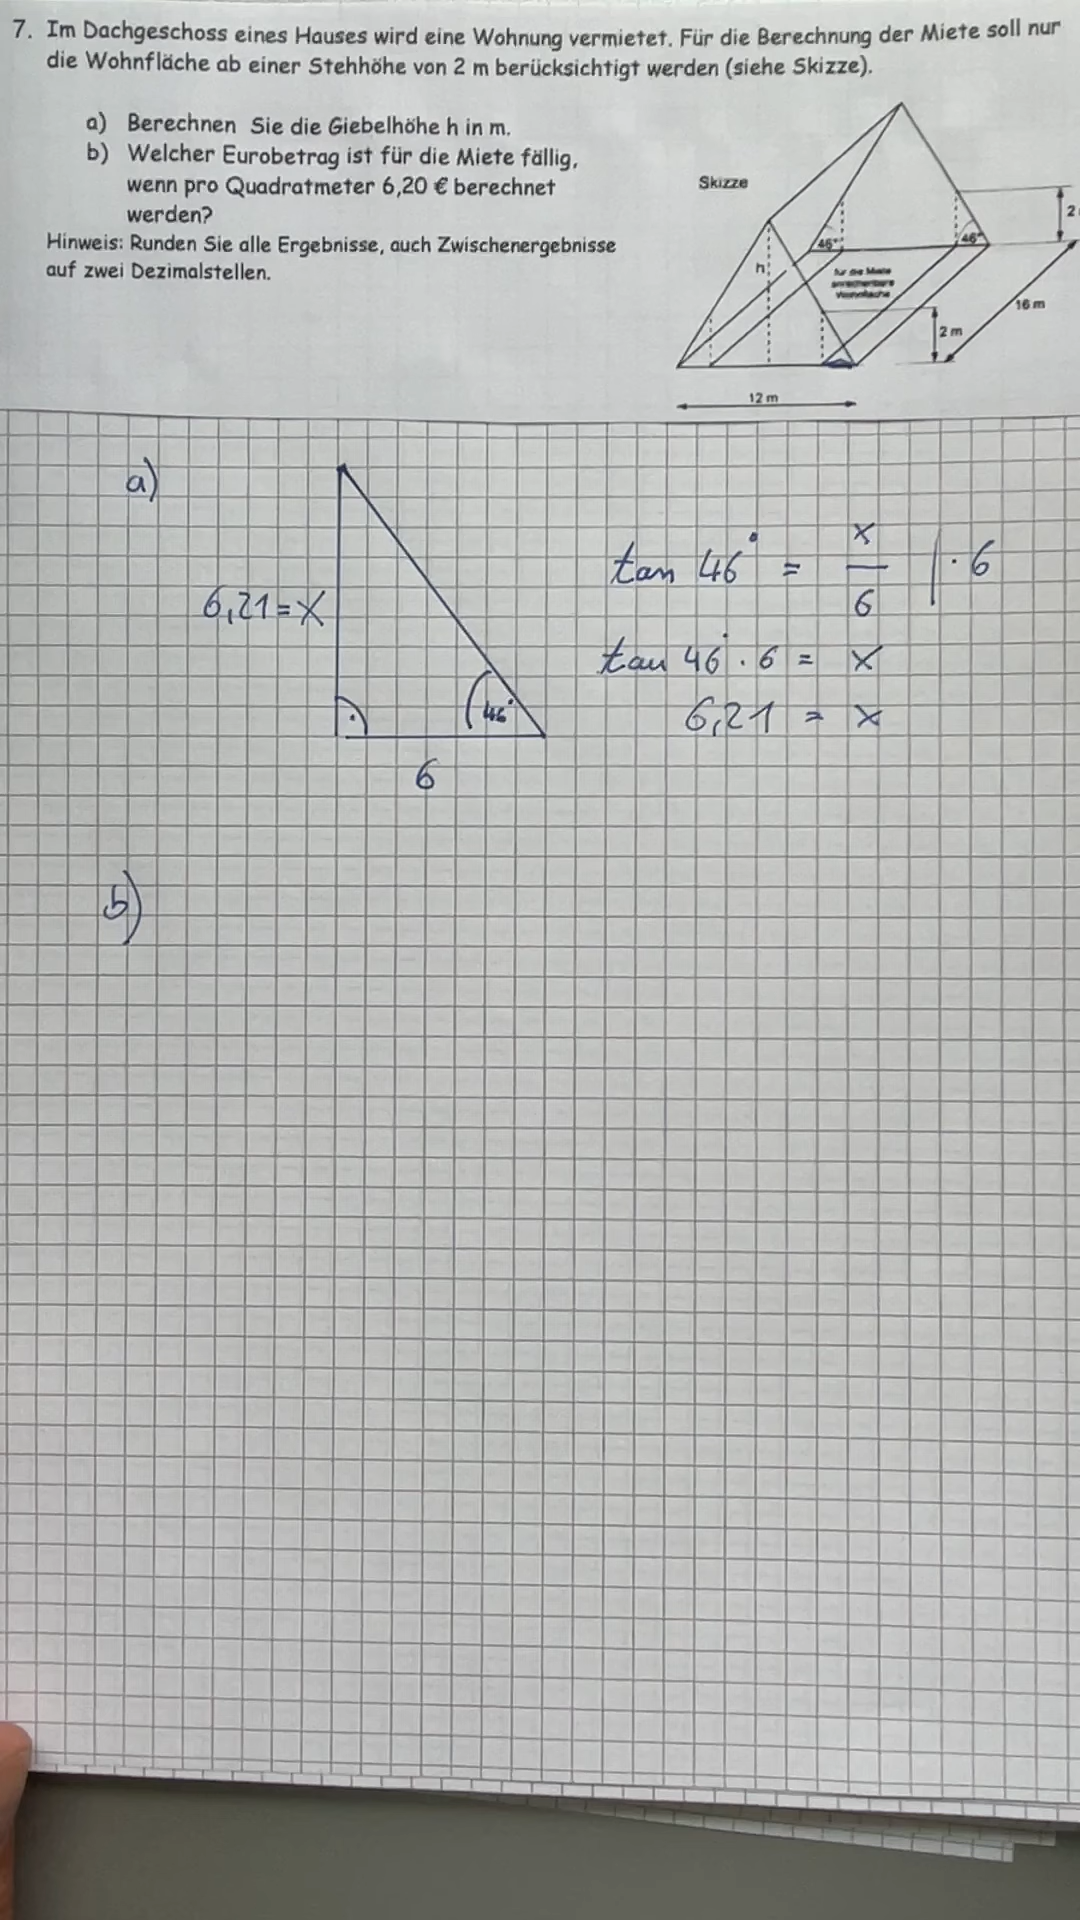 7. Im Dachgeschoss eines Hauses wird eine Wohnung vermietet. Für die Berechnung der Miete soll nur
die Wohnfläche ab einer Stehhöhe von 2 m berücksichtigt werden (siehe Skizze).
a) Berechnen Sie die Giebelhöhe h in m.
b) Welcher Eurobetrag ist für die Miete fällig,
wenn pro Quadratmeter 6,20 € berechnet
werden?
Hinweis: Runden Sie alle Ergebnisse, auch Zwischenergebnisse
auf zwei Dezimalstellen.
Skizze
2
46°
46°
h
für die Miete
Wohnfläche
16 m
2 m
12 m
a)
tan 46° = x/6 | · 6
6,21 = x
tan 46° · 6 = x
46°
6,21 = x
6
b)